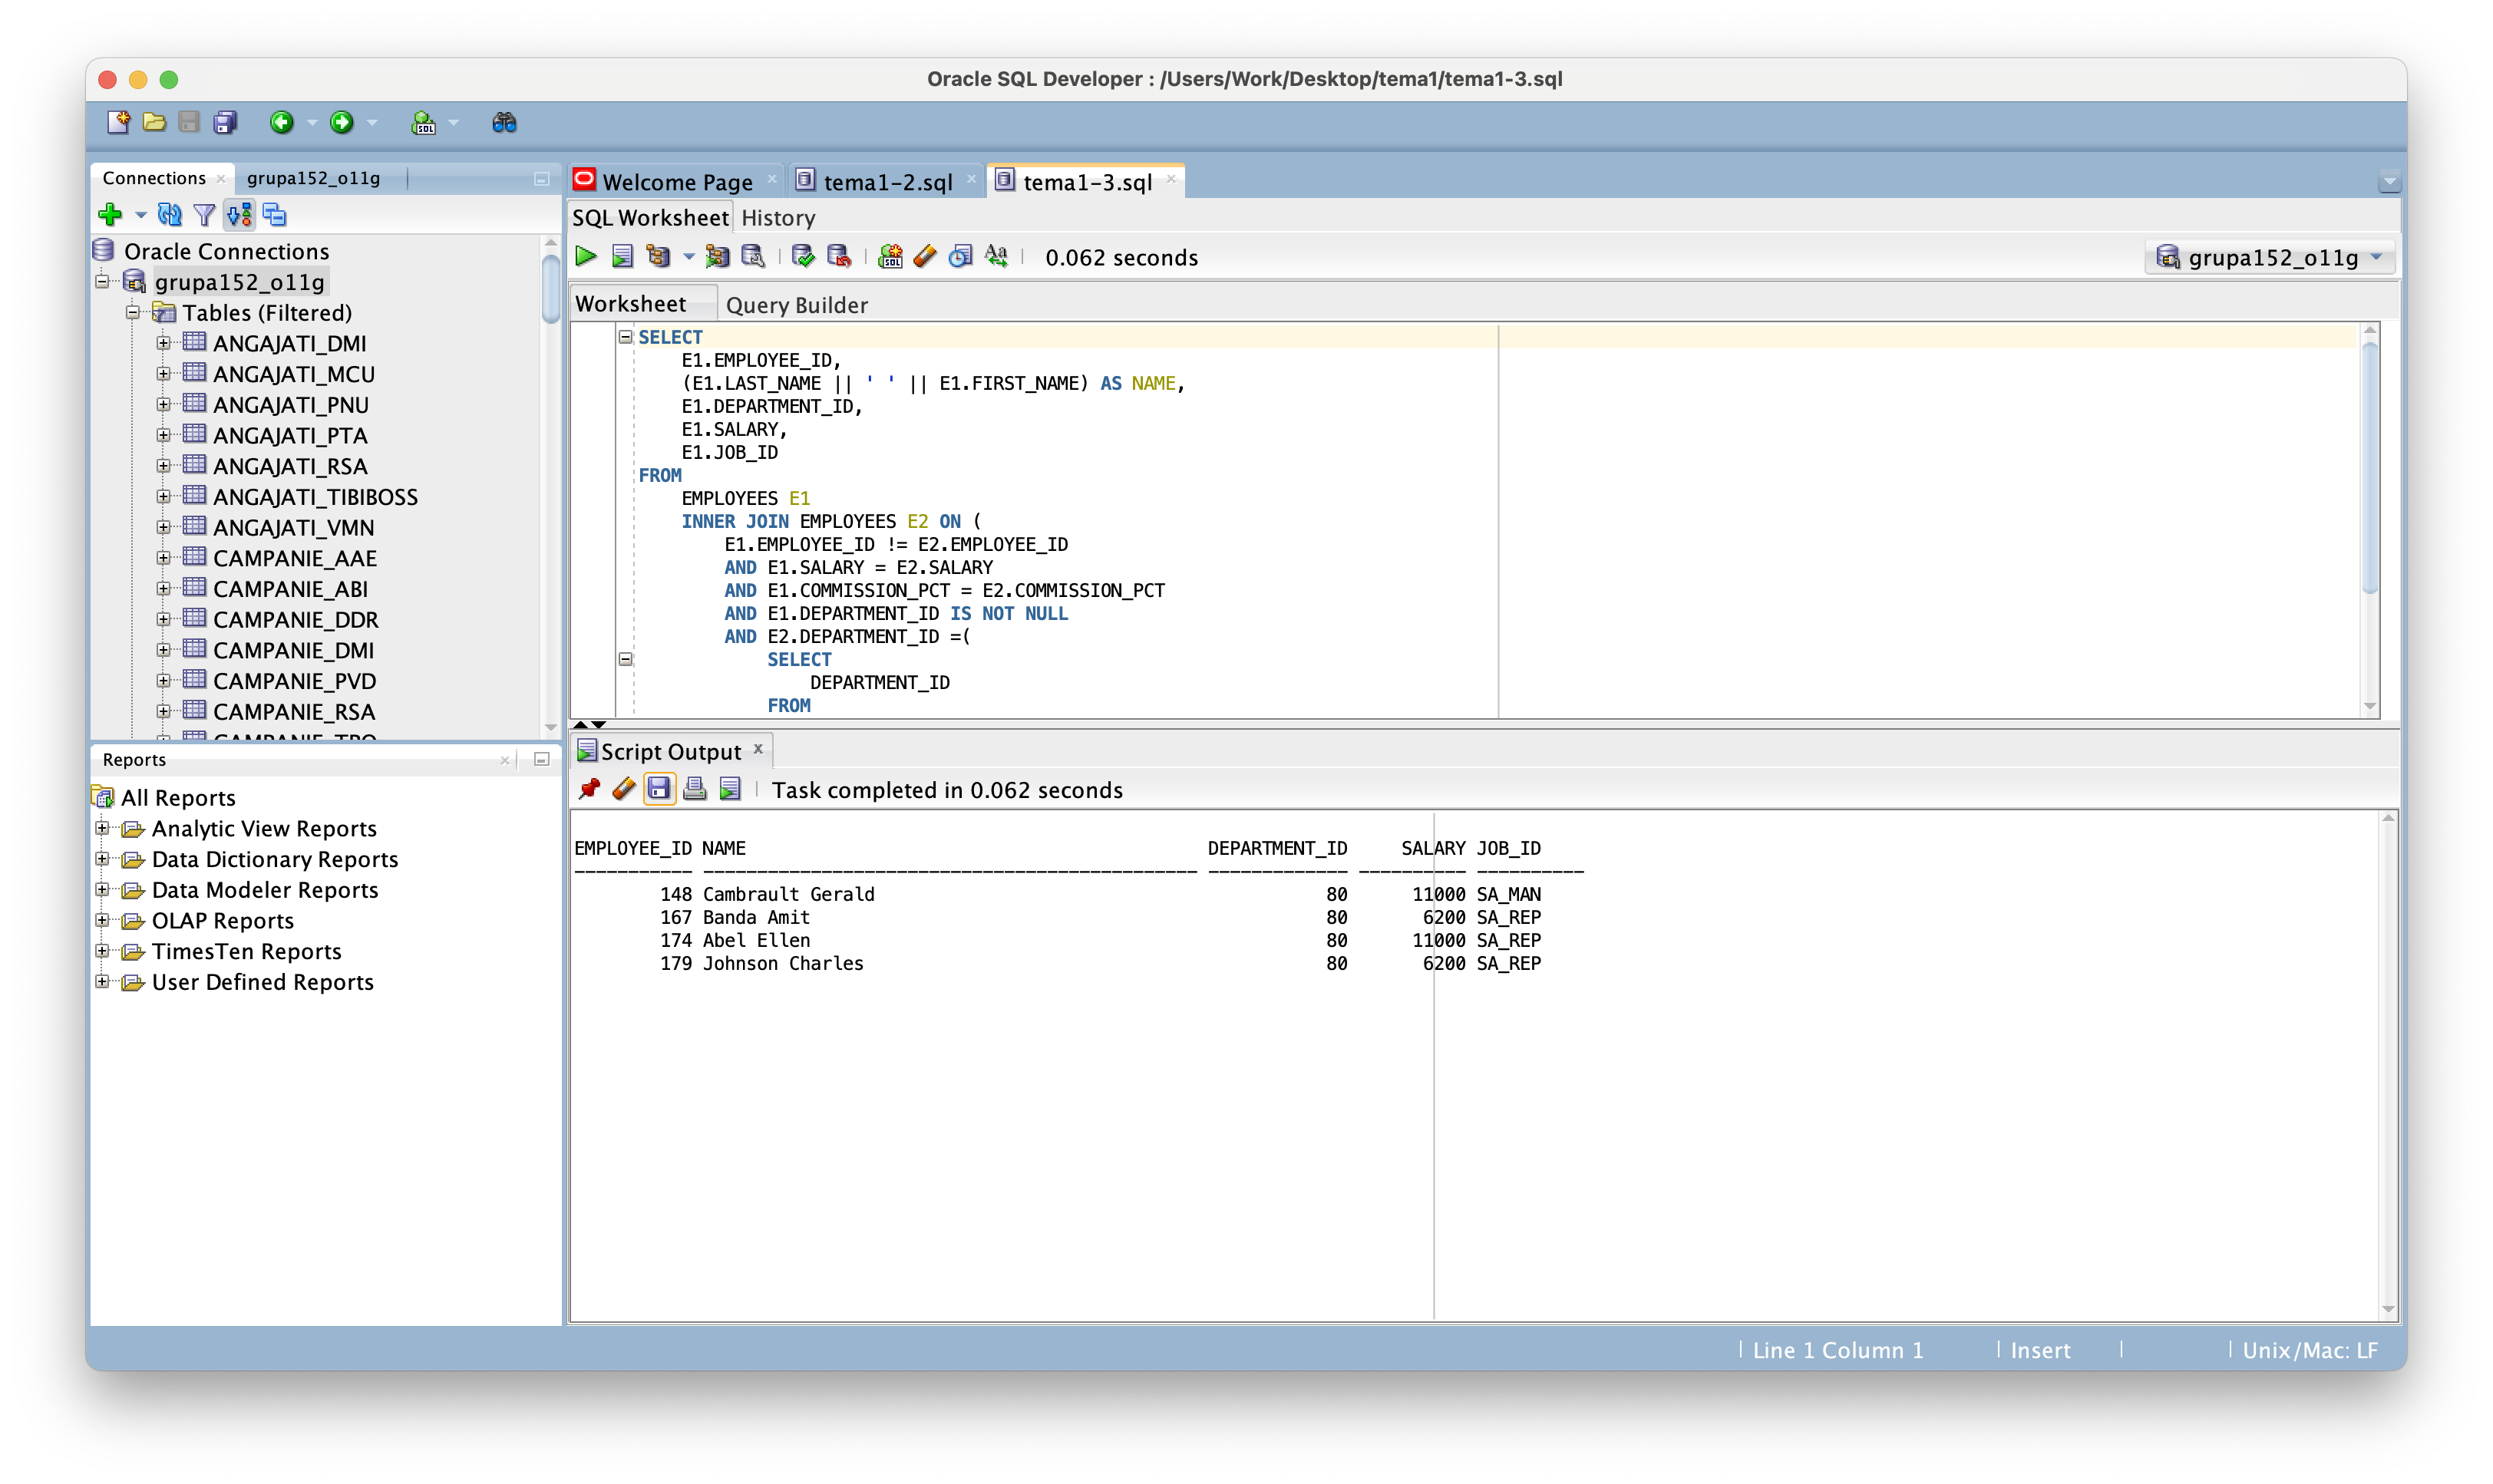 Oracle SQL Developer : /Users/Work/Desktop/tema1/tema1-3.sql
Connections
grupa152_o11g
Oracle Connections
grupa152_o11g
Tables (Filtered)
ANGAJATI_DMI
ANGAJATI_MCU
ANGAJATI_PNU
ANGAJATI_PTA
ANGAJATI_RSA
ANGAJATI_TIBIBOSS
ANGAJATI_VMN
CAMPANIE_AAE
CAMPANIE_ABI
CAMPANIE_DDR
CAMPANIE_DMI
CAMPANIE_PVD
CAMPANIE_RSA
Reports
All Reports
Analytic View Reports
Data Dictionary Reports
Data Modeler Reports
OLAP Reports
TimesTen Reports
User Defined Reports
Welcome Page
tema1-2.sql
tema1-3.sql
SQL Worksheet History
0.062 seconds
grupa152_o11g
Worksheet Query Builder
SELECT
E1.EMPLOYEE_ID,
(E1.LAST_NAME || ' ' || E1.FIRST_NAME) AS NAME,
E1.DEPARTMENT_ID,
E1.SALARY,
E1.JOB_ID
FROM
EMPLOYEES E1
INNER JOIN EMPLOYEES E2 ON (
E1.EMPLOYEE_ID != E2.EMPLOYEE_ID
AND E1.SALARY = E2.SALARY
AND E1.COMMISSION_PCT = E2.COMMISSION_PCT
AND E1.DEPARTMENT_ID IS NOT NULL
AND E2.DEPARTMENT_ID =(
SELECT
DEPARTMENT_ID
FROM
Script Output
Task completed in 0.062 seconds
EMPLOYEE_ID NAME DEPARTMENT_ID SALARY JOB_ID
----------- ---------------------------------------------- ------------- ---------- ----------
148 Cambrault Gerald 80 11000 SA_MAN
167 Banda Amit 80 6200 SA_REP
174 Abel Ellen 80 11000 SA_REP
179 Johnson Charles 80 6200 SA_REP
Line 1 Column 1
Insert
Unix/Mac: LF